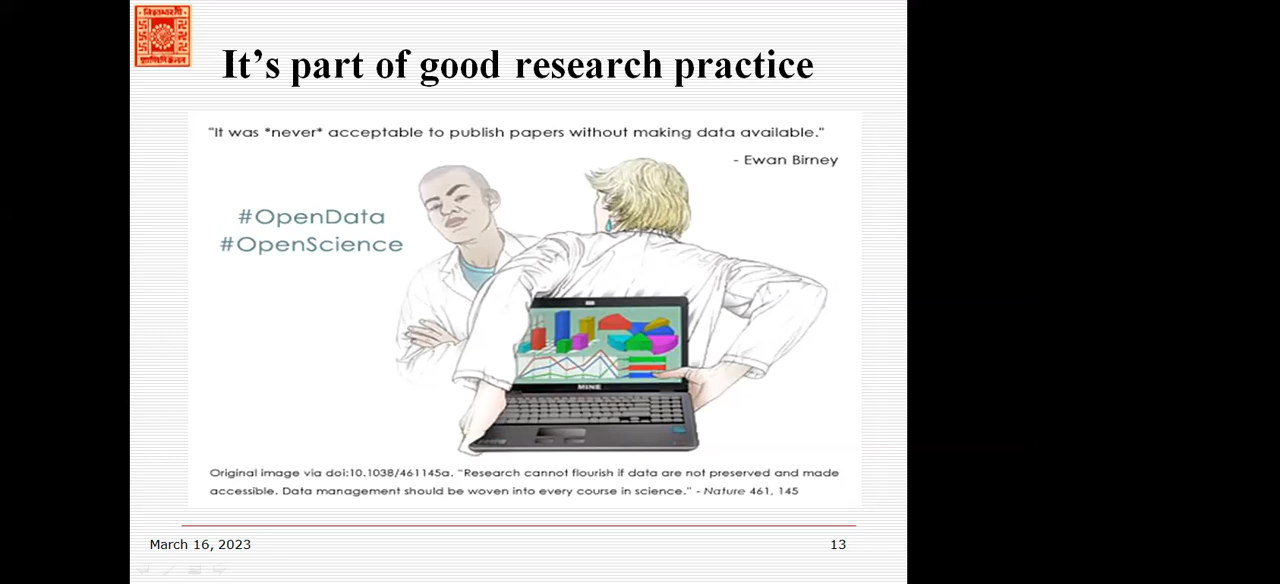 विश्वभारती
शान्तिनिकेतन
It's part of good research practice
"It was *never* acceptable to publish papers without making data available."
- Ewan Birney
#OpenData
#OpenScience
MINE
Original image via doi:10.1038/461145a. "Research cannot flourish if data are not preserved and made
accessible. Data management should be woven into every course in science." - Nature 461, 145
March 16, 2023
13